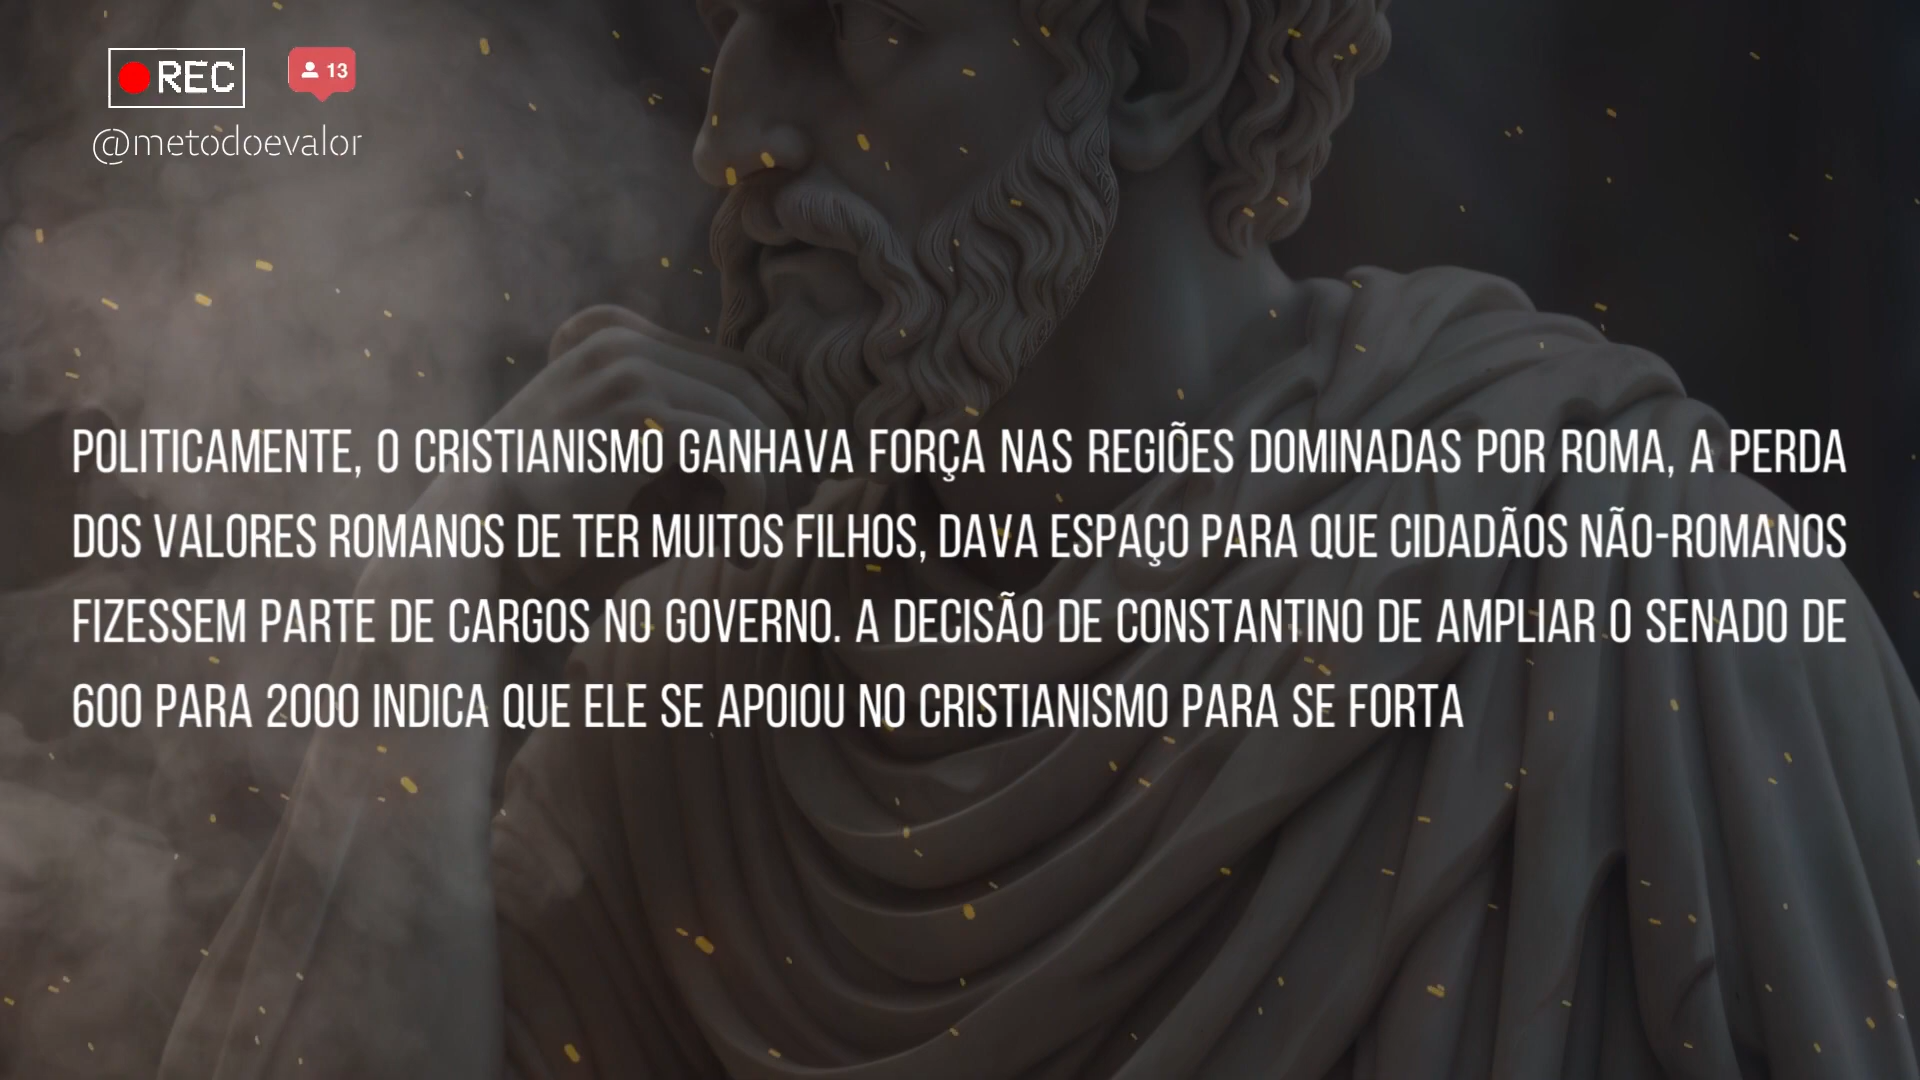 REC
13
@metodoevalor
POLITICAMENTE, O CRISTIANISMO GANHAVA FORÇA NAS REGIÕES DOMINADAS POR ROMA, A PERDA
DOS VALORES ROMANOS DE TER MUITOS FILHOS, DAVA ESPAÇO PARA QUE CIDADÃOS NÃO-ROMANOS
FIZESSEM PARTE DE CARGOS NO GOVERNO. A DECISÃO DE CONSTANTINO DE AMPLIAR O SENADO DE
600 PARA 2000 INDICA QUE ELE SE APOIOU NO CRISTIANISMO PARA SE FORTA